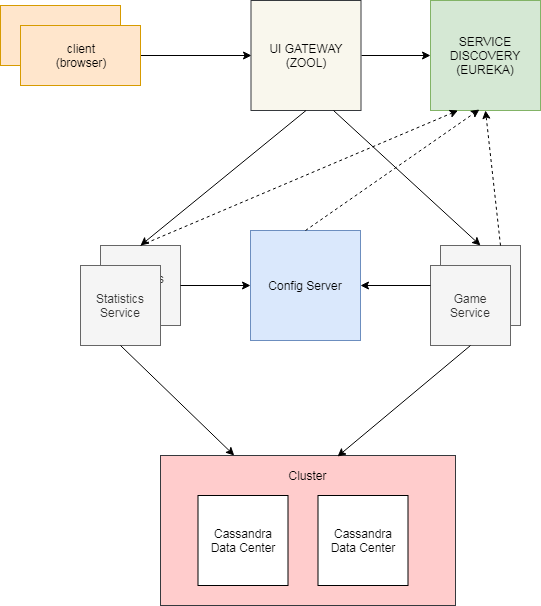 client
(browser)
UI GATEWAY
(ZOOL)
SERVICE
DISCOVERY
(EUREKA)
Statistics
Service
Config Server
Game
Service
Cluster
Cassandra
Data Center
Cassandra
Data Center